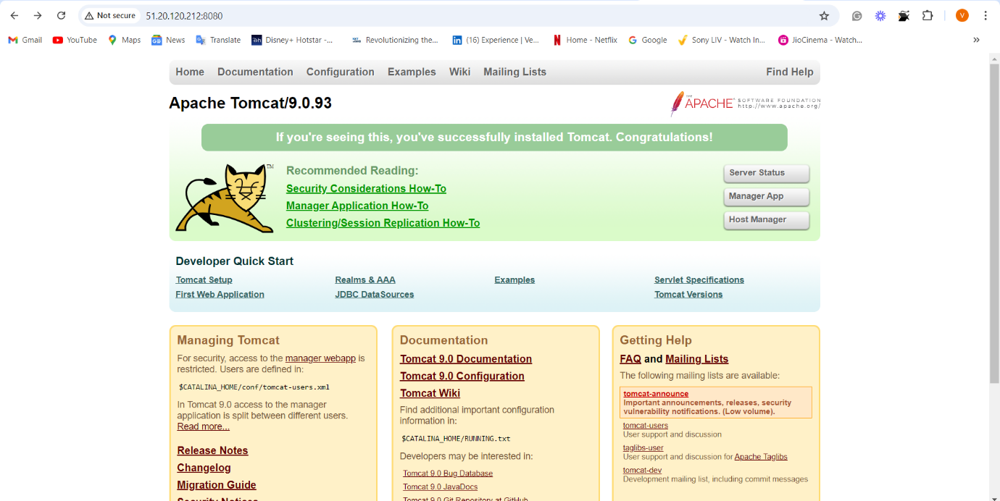 Not secure 51.20.120.212:8080
V
Gmail YouTube Maps News Translate Disney+ Hotstar -... Revolutionizing the... (16) Experience | Ve... Home - Netflix Google Sony LIV - Watch In... JioCinema - Watch... »
Home Documentation Configuration Examples Wiki Mailing Lists Find Help
Apache Tomcat/9.0.93
THE APACHE® SOFTWARE FOUNDATION
http://www.apache.org/
If you're seeing this, you've successfully installed Tomcat. Congratulations!
TM
Recommended Reading:
Security Considerations How-To
Manager Application How-To
Clustering/Session Replication How-To
Server Status
Manager App
Host Manager
Developer Quick Start
Tomcat Setup
First Web Application
Realms & AAA
JDBC DataSources
Examples
Servlet Specifications
Tomcat Versions
Managing Tomcat
For security, access to the manager webapp is
restricted. Users are defined in:
$CATALINA_HOME/conf/tomcat-users.xml
In Tomcat 9.0 access to the manager
application is split between different users.
Read more...
Release Notes
Changelog
Migration Guide
Security Notices
Documentation
Tomcat 9.0 Documentation
Tomcat 9.0 Configuration
Tomcat Wiki
Find additional important configuration
information in:
$CATALINA_HOME/RUNNING.txt
Developers may be interested in:
Tomcat 9.0 Bug Database
Tomcat 9.0 JavaDocs
Tomcat 9.0 Git Repository at GitHub
Getting Help
FAQ and Mailing Lists
The following mailing lists are available:
tomcat-announce
Important announcements, releases, security
vulnerability notifications. (Low volume).
tomcat-users
User support and discussion
taglibs-user
User support and discussion for Apache Taglibs
tomcat-dev
Development mailing list, including commit messages